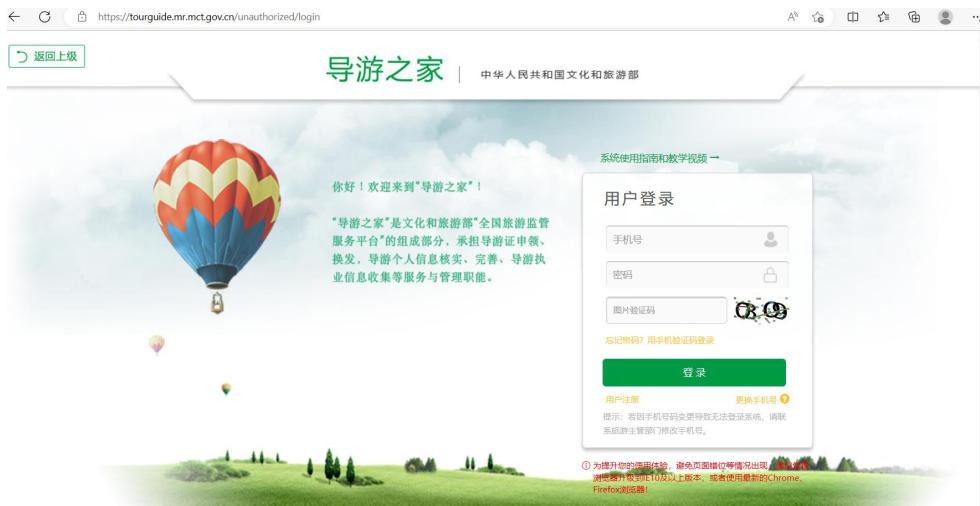 https://tourguide.mr.mct.gov.cn/unauthorized/login
返回上级
导游之家
中华人民共和国文化和旅游部
系统使用指南和教学视频→
你好！欢迎来到"导游之家"！
"导游之家"是文化和旅游部"全国旅游监管
服务平台"的组成部分，承担导游证申领、
换发，导游个人信息核实、完善、导游执
业信息收集等服务与管理职能。
用户登录
手机号
密码
图片验证码
忘记密码？用手机验证码登录
登 录
用户注册
更换手机号
提示：若因手机号码变更导致无法登录系统，请联
系旅游主管部门修改手机号。
为提升您的使用体验，避免页面错位等情况出现，
浏览器升级到IE10及以上版本，或者使用最新的Chrome、
Firefox浏览器！